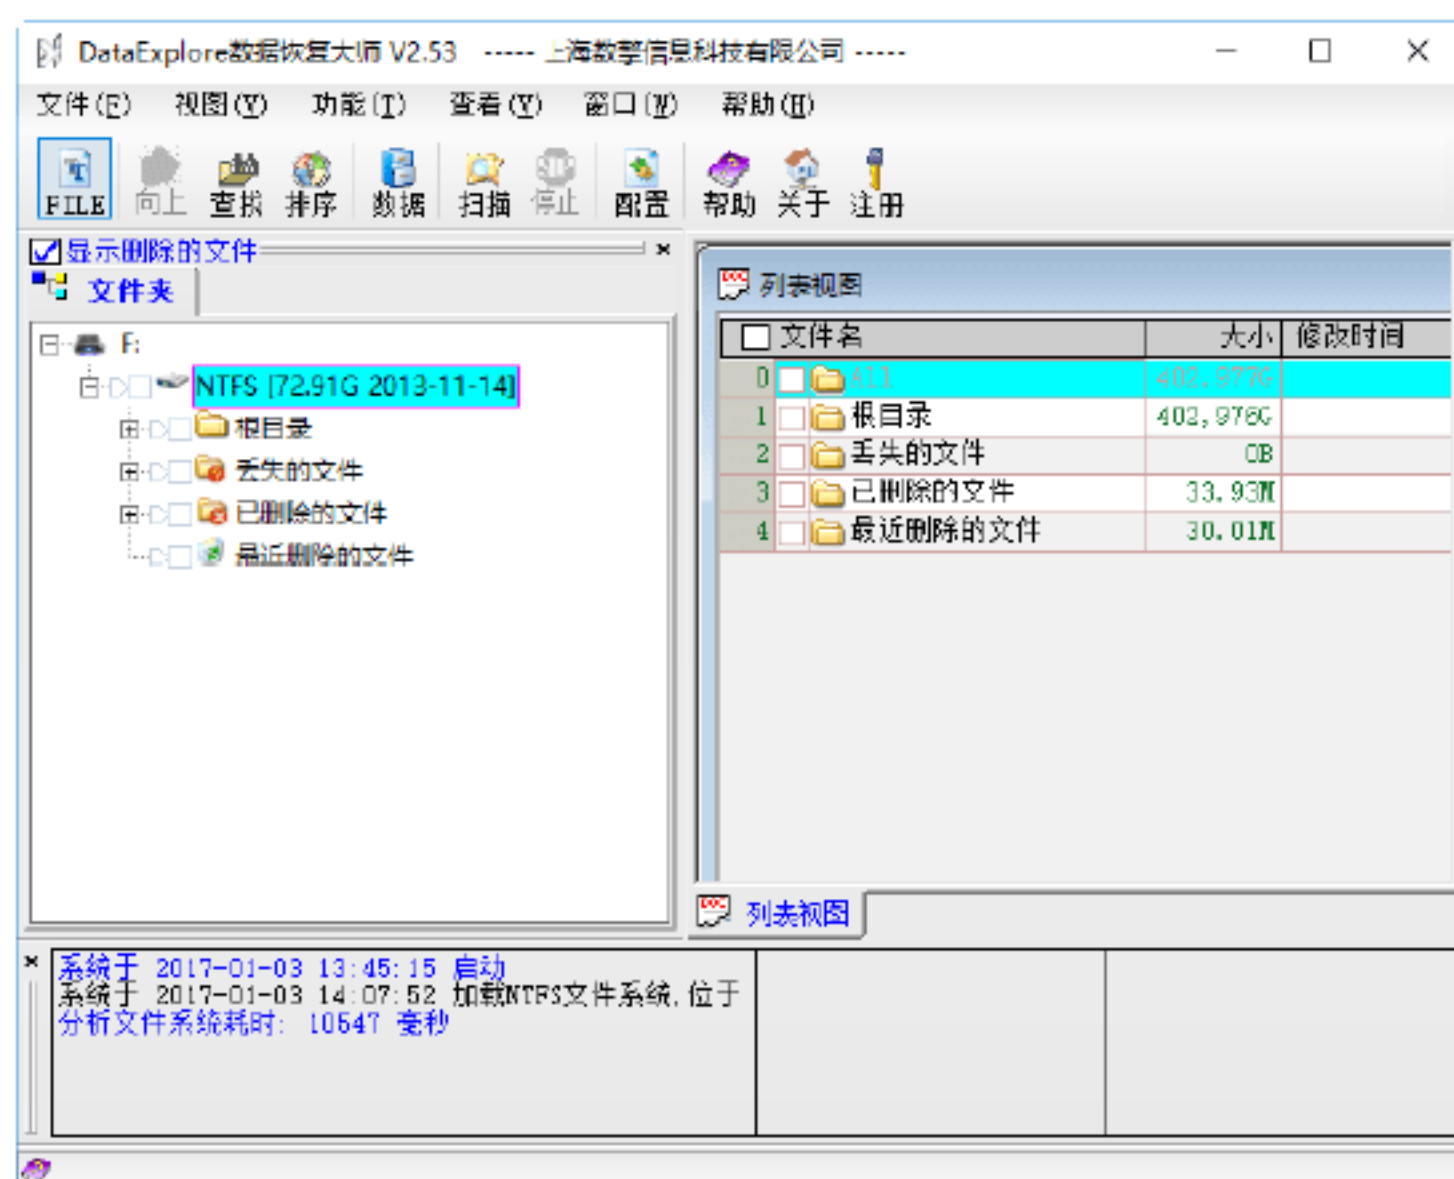 DataExplore数据恢复大师 V2.53 ----- 上海数擎信息科技有限公司 -----
文件(F) 视图(V) 功能(T) 查看(V) 窗口(W) 帮助(H)
FILE 向上 查找 排序 数据 扫描 停止 配置 帮助 关于 注册
显示删除的文件
文件夹
F:
NTFS [72.91G 2013-11-14]
根目录
丢失的文件
已删除的文件
最近删除的文件
列表视图
文件名 大小 修改时间
0 All 402.977G
1 根目录 402,976G
2 丢失的文件 0B
3 已删除的文件 33.93M
4 最近删除的文件 30.01M
列表视图
系统于 2017-01-03 13:45:15 启动
系统于 2017-01-03 14:07:52 加载NTFS文件系统,位于
分析文件系统耗时: 10547 毫秒